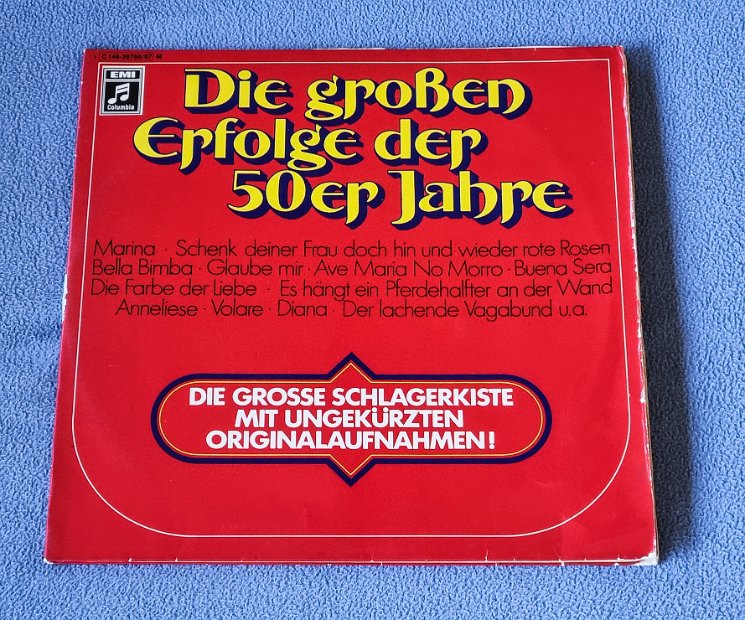 EMI
Columbia
Die großen
Erfolge der
50er Jahre
Marina · Schenk deiner Frau doch hin und wieder rote Rosen
Bella Bimba · Glaube mir · Ave Maria No Morro · Buena Sera
Die Farbe der Liebe · Es hängt ein Pferdehalfter an der Wand
Anneliese · Volare · Diana · Der lachende Vagabund u.a.
DIE GROSSE SCHLAGERKISTE
MIT UNGEKÜRZTEN
ORIGINALAUFNAHMEN!